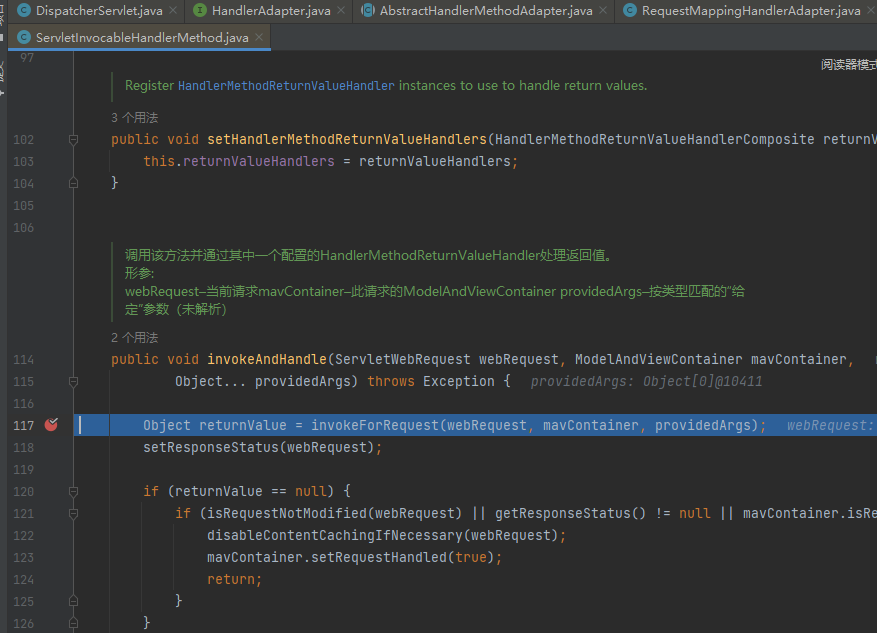 DispatcherServlet.java HandlerAdapter.java AbstractHandlerMethodAdapter.java RequestMappingHandlerAdapter.java
ServletInvocableHandlerMethod.java
97
阅读器模式
Register HandlerMethodReturnValueHandler instances to use to handle return values.
3 个用法
102 public void setHandlerMethodReturnValueHandlers(HandlerMethodReturnValueHandlerComposite returnV
103 this.returnValueHandlers = returnValueHandlers;
104 }
105
106
调用该方法并通过其中一个配置的HandlerMethodReturnValueHandler处理返回值。
形参:
webRequest–当前请求mavContainer–此请求的ModelAndViewContainer providedArgs–按类型匹配的"给
定"参数（未解析）
2 个用法
114 public void invokeAndHandle(ServletWebRequest webRequest, ModelAndViewContainer mavContainer,
115 Object... providedArgs) throws Exception { providedArgs: Object[0]@10411
116
117 Object returnValue = invokeForRequest(webRequest, mavContainer, providedArgs); webRequest:
118 setResponseStatus(webRequest);
119
120 if (returnValue == null) {
121 if (isRequestNotModified(webRequest) || getResponseStatus() != null || mavContainer.isRe
122 disableContentCachingIfNecessary(webRequest);
123 mavContainer.setRequestHandled(true);
124 return;
125 }
126 }